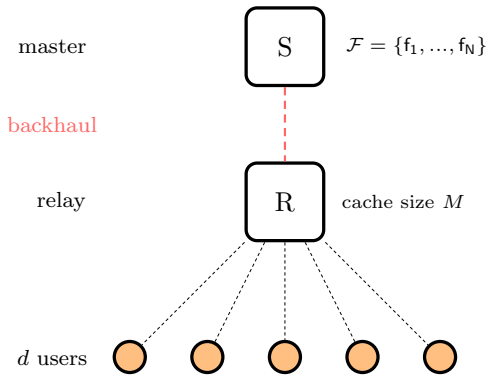 master S 𝓕 = {f₁, ..., f_N}
backhaul
relay R cache size M
d users